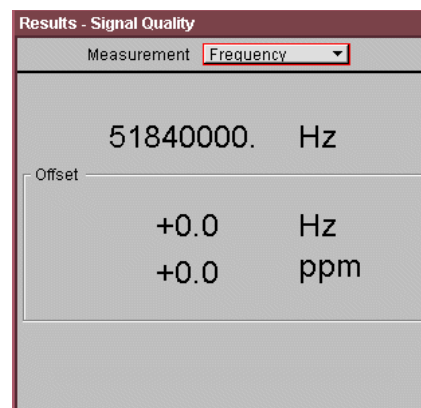 Results - Signal Quality
Measurement Frequency
51840000. Hz
Offset
+0.0 Hz
+0.0 ppm